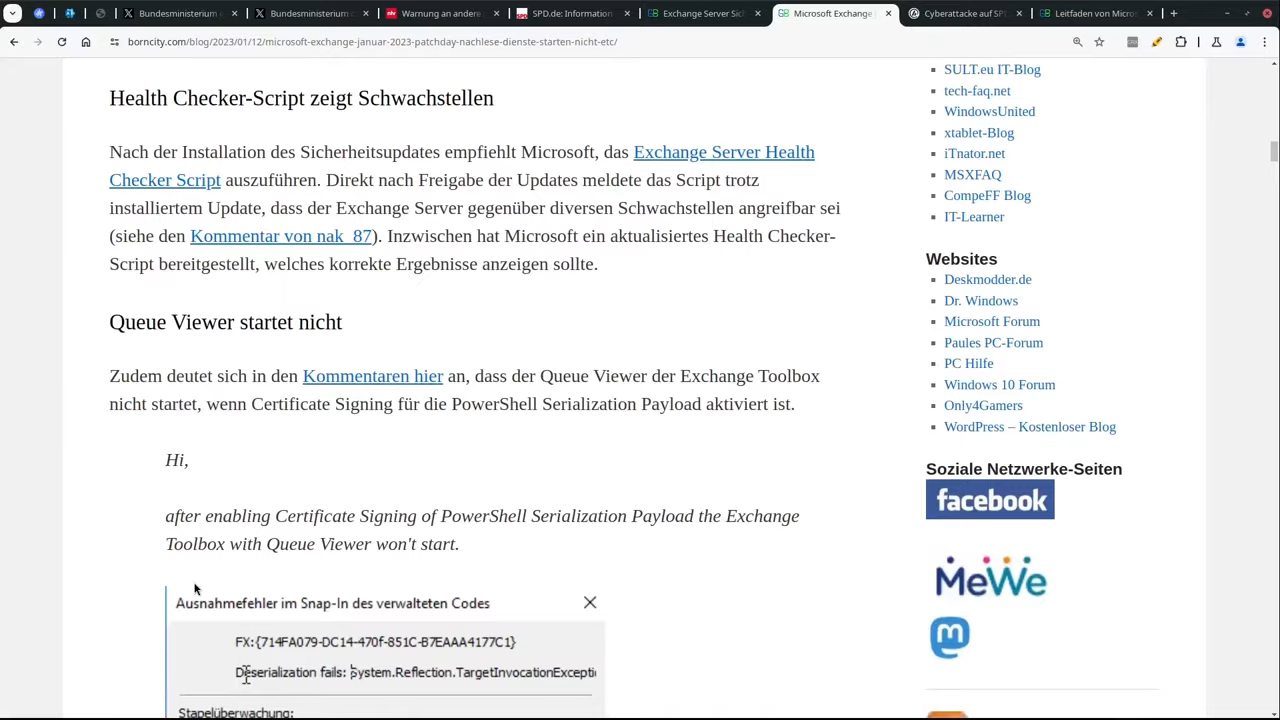 Bundesministerium
Bundesministerium
Warnung an andere
SPD.de: Information
Exchange Server Sich
Microsoft Exchange
Cyberattacke auf SP
Leitfaden von Micros
borncity.com/blog/2023/01/12/microsoft-exchange-januar-2023-patchday-nachlese-dienste-starten-nicht-etc/
Health Checker-Script zeigt Schwachstellen
Nach der Installation des Sicherheitsupdates empfiehlt Microsoft, das Exchange Server Health
Checker Script auszuführen. Direkt nach Freigabe der Updates meldete das Script trotz
installiertem Update, dass der Exchange Server gegenüber diversen Schwachstellen angreifbar sei
(siehe den Kommentar von nak_87). Inzwischen hat Microsoft ein aktualisiertes Health Checker-
Script bereitgestellt, welches korrekte Ergebnisse anzeigen sollte.
Queue Viewer startet nicht
Zudem deutet sich in den Kommentaren hier an, dass der Queue Viewer der Exchange Toolbox
nicht startet, wenn Certificate Signing für die PowerShell Serialization Payload aktiviert ist.
Hi,
after enabling Certificate Signing of PowerShell Serialization Payload the Exchange
Toolbox with Queue Viewer won't start.
Ausnahmefehler im Snap-In des verwalteten Codes
FX:{714FA079-DC14-470f-851C-B7EAAA4177C1}
Deserialization fails: System.Reflection.TargetInvocationExcepti
Stapelüberwachung:
SULT.eu IT-Blog
tech-faq.net
WindowsUnited
xtablet-Blog
iTnator.net
MSXFAQ
CompeFF Blog
IT-Learner
Websites
Deskmodder.de
Dr. Windows
Microsoft Forum
Paules PC-Forum
PC Hilfe
Windows 10 Forum
Only4Gamers
WordPress – Kostenloser Blog
Soziale Netzwerke-Seiten
facebook
MeWe